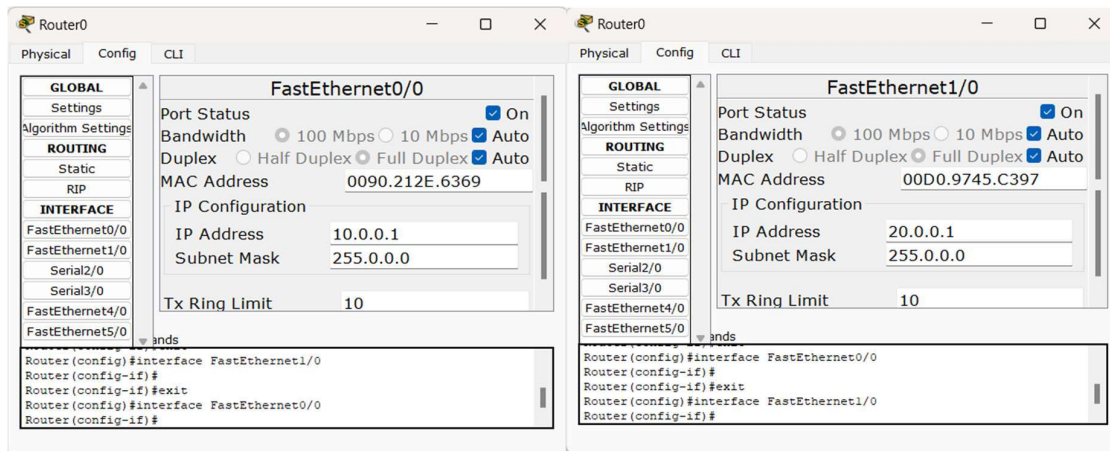 Router0
Physical Config CLI
GLOBAL
Settings
Algorithm Settings
ROUTING
Static
RIP
INTERFACE
FastEthernet0/0
FastEthernet1/0
Serial2/0
Serial3/0
FastEthernet4/0
FastEthernet5/0
FastEthernet0/0
Port Status On
Bandwidth 100 Mbps 10 Mbps Auto
Duplex Half Duplex Full Duplex Auto
MAC Address 0090.212E.6369
IP Configuration
IP Address 10.0.0.1
Subnet Mask 255.0.0.0
Tx Ring Limit 10
ands
Router(config)#interface FastEthernet1/0
Router(config-if)#
Router(config-if)#exit
Router(config)#interface FastEthernet0/0
Router(config-if)#
Router0
Physical Config CLI
GLOBAL
Settings
Algorithm Settings
ROUTING
Static
RIP
INTERFACE
FastEthernet0/0
FastEthernet1/0
Serial2/0
Serial3/0
FastEthernet4/0
FastEthernet5/0
FastEthernet1/0
Port Status On
Bandwidth 100 Mbps 10 Mbps Auto
Duplex Half Duplex Full Duplex Auto
MAC Address 00D0.9745.C397
IP Configuration
IP Address 20.0.0.1
Subnet Mask 255.0.0.0
Tx Ring Limit 10
ands
Router(config)#interface FastEthernet0/0
Router(config-if)#
Router(config-if)#exit
Router(config)#interface FastEthernet1/0
Router(config-if)#